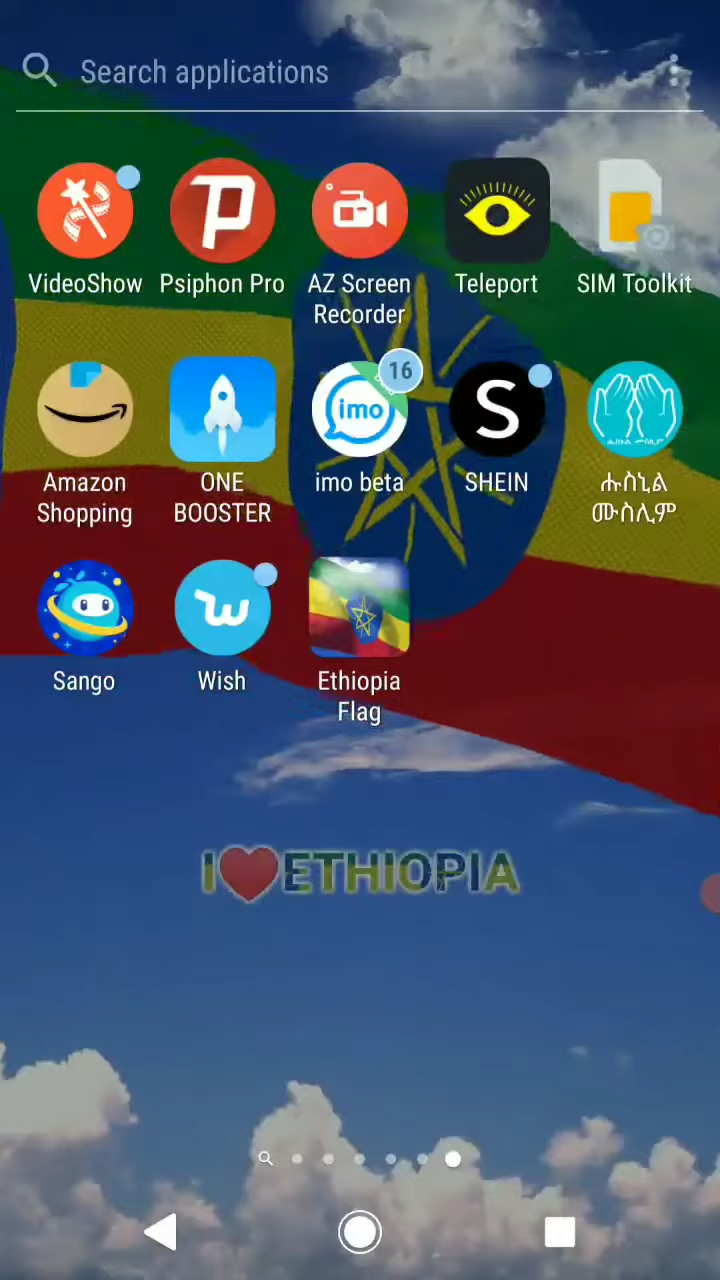 Search applications
VideoShow
Psiphon Pro
AZ Screen
Recorder
Teleport
SIM Toolkit
imo
16
S
Amazon
Shopping
ONE
BOOSTER
imo beta
SHEIN
ሑስኒል
ሙስሊም
Sango
Wish
Ethiopia
Flag
I❤ETHIOPIA